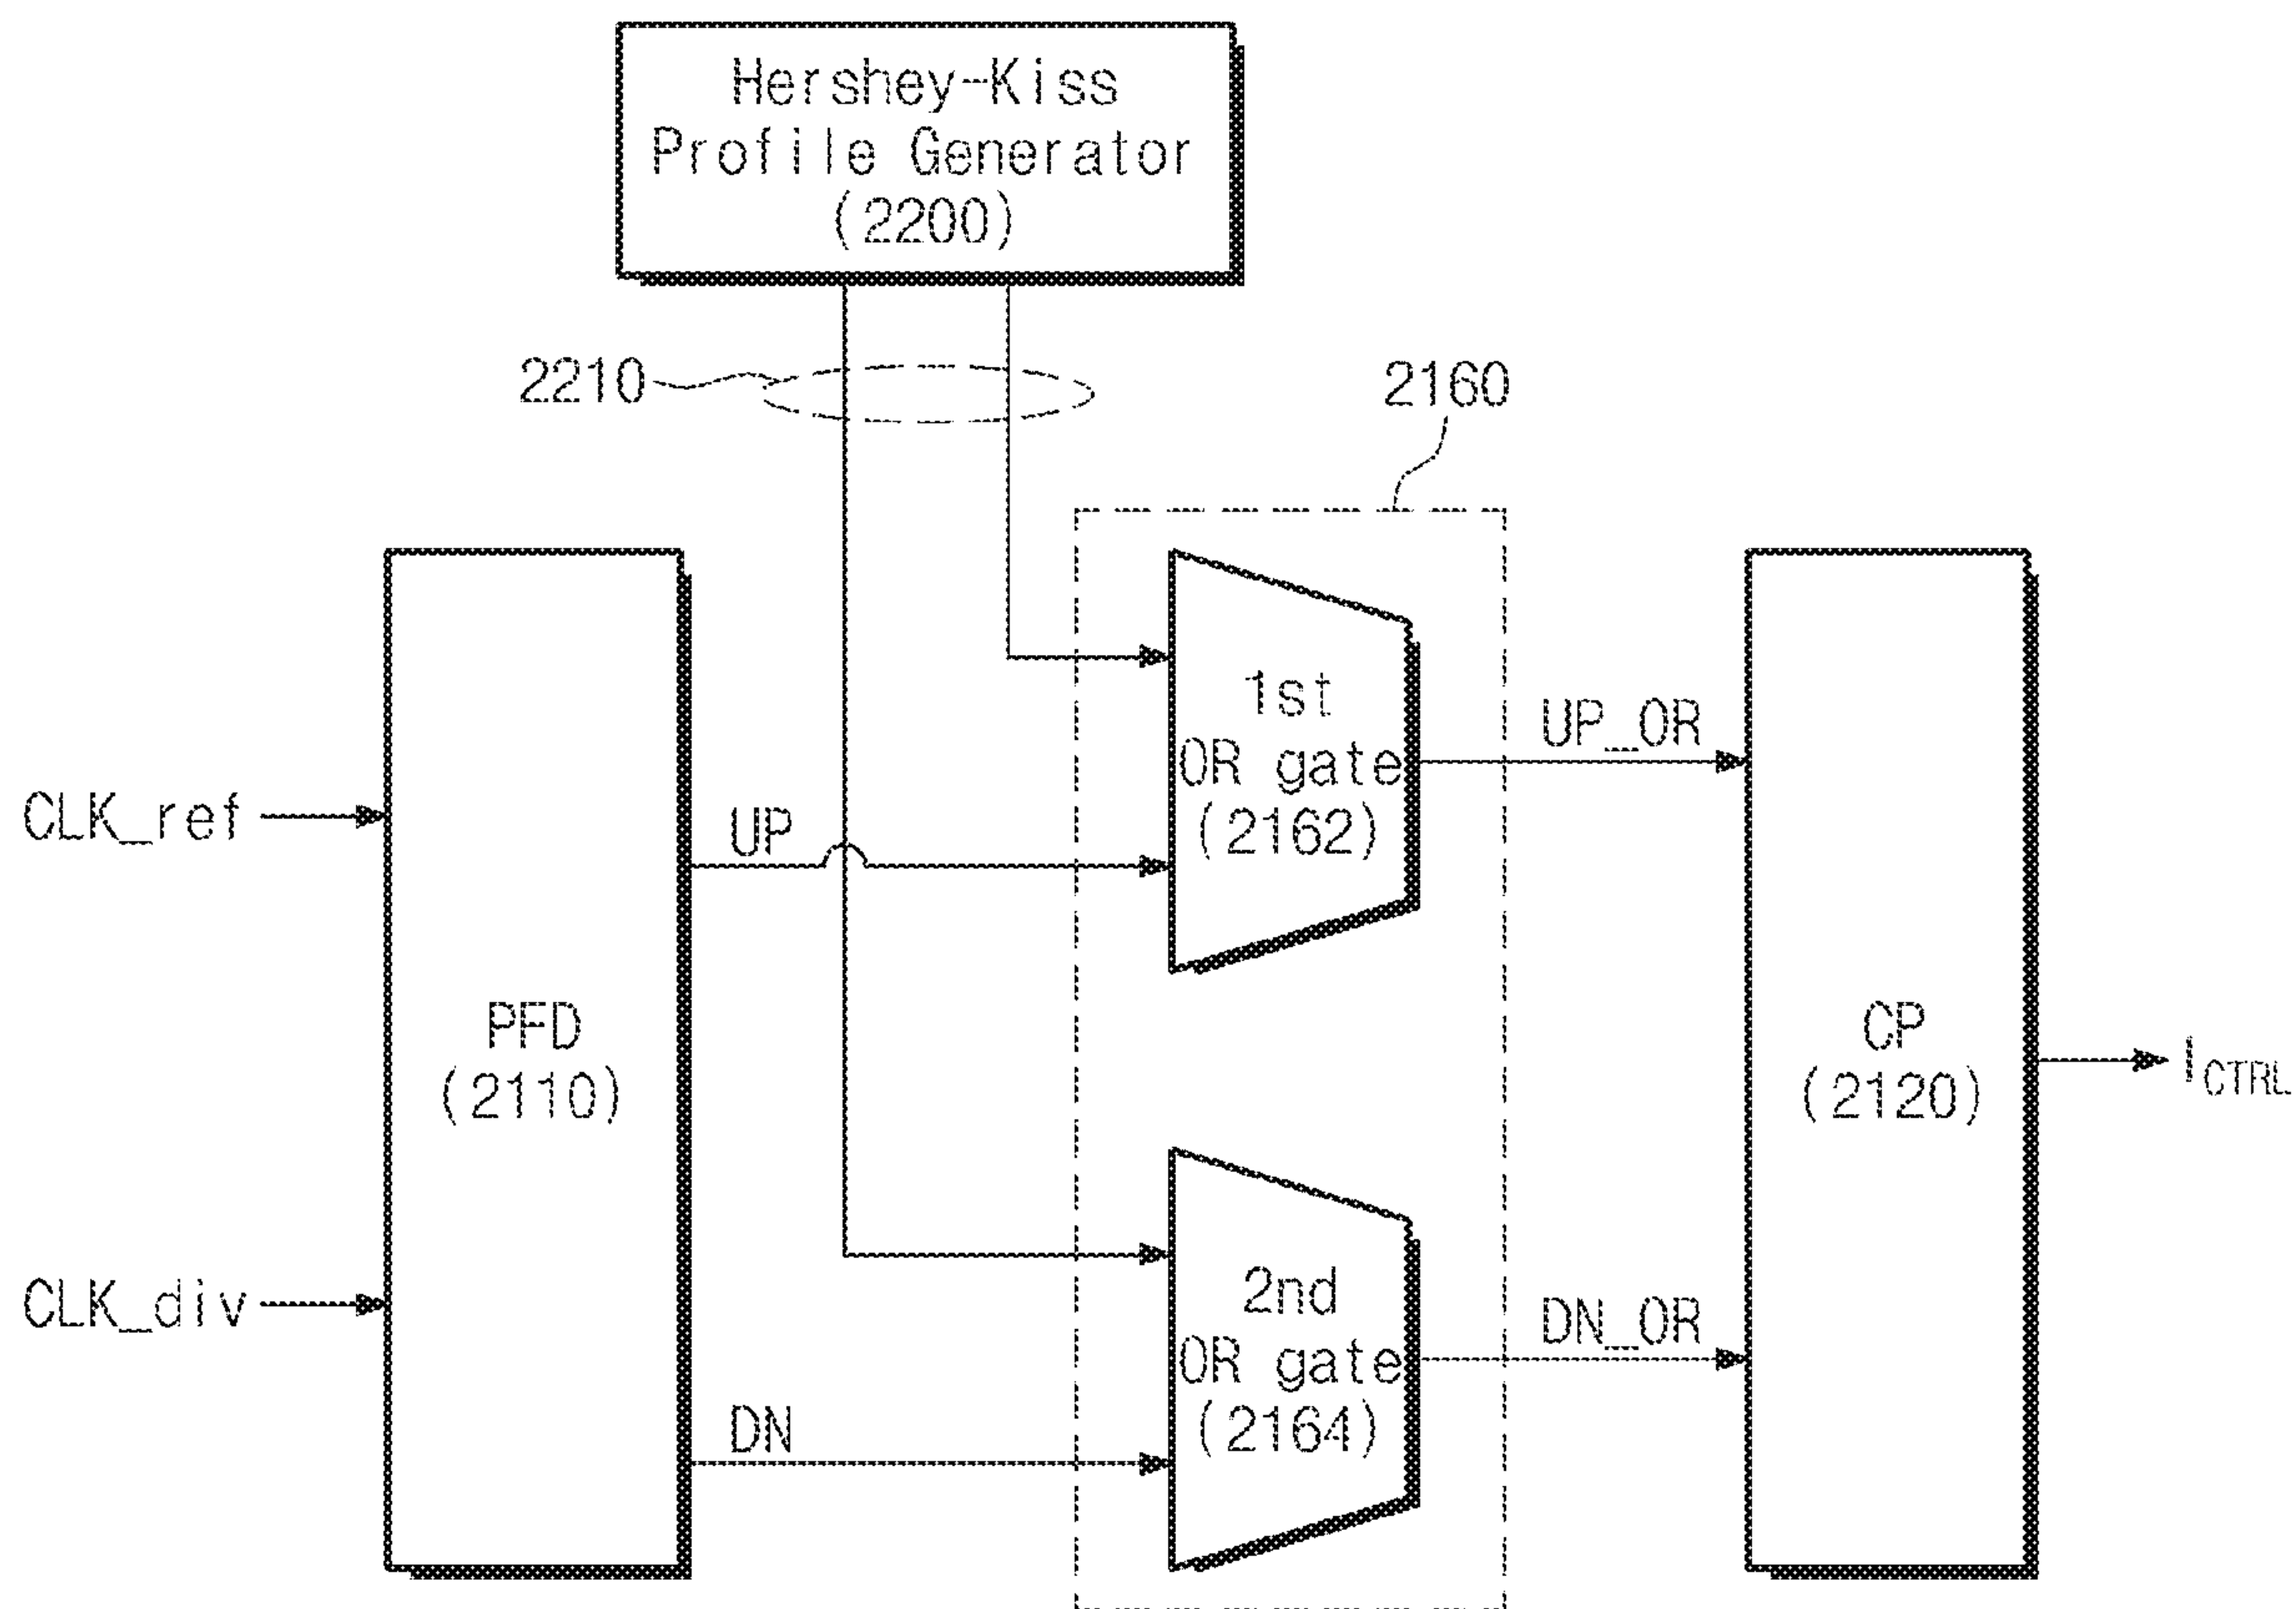 Hershey-Kiss
Profile Generator
(2200)
2210
2160
1st
OR gate
(2162)
UP_OR
CLK_ref
UP
PFD
(2110)
CP
(2120)
I_CTRL
2nd
OR gate
(2164)
DN_OR
CLK_div
DN